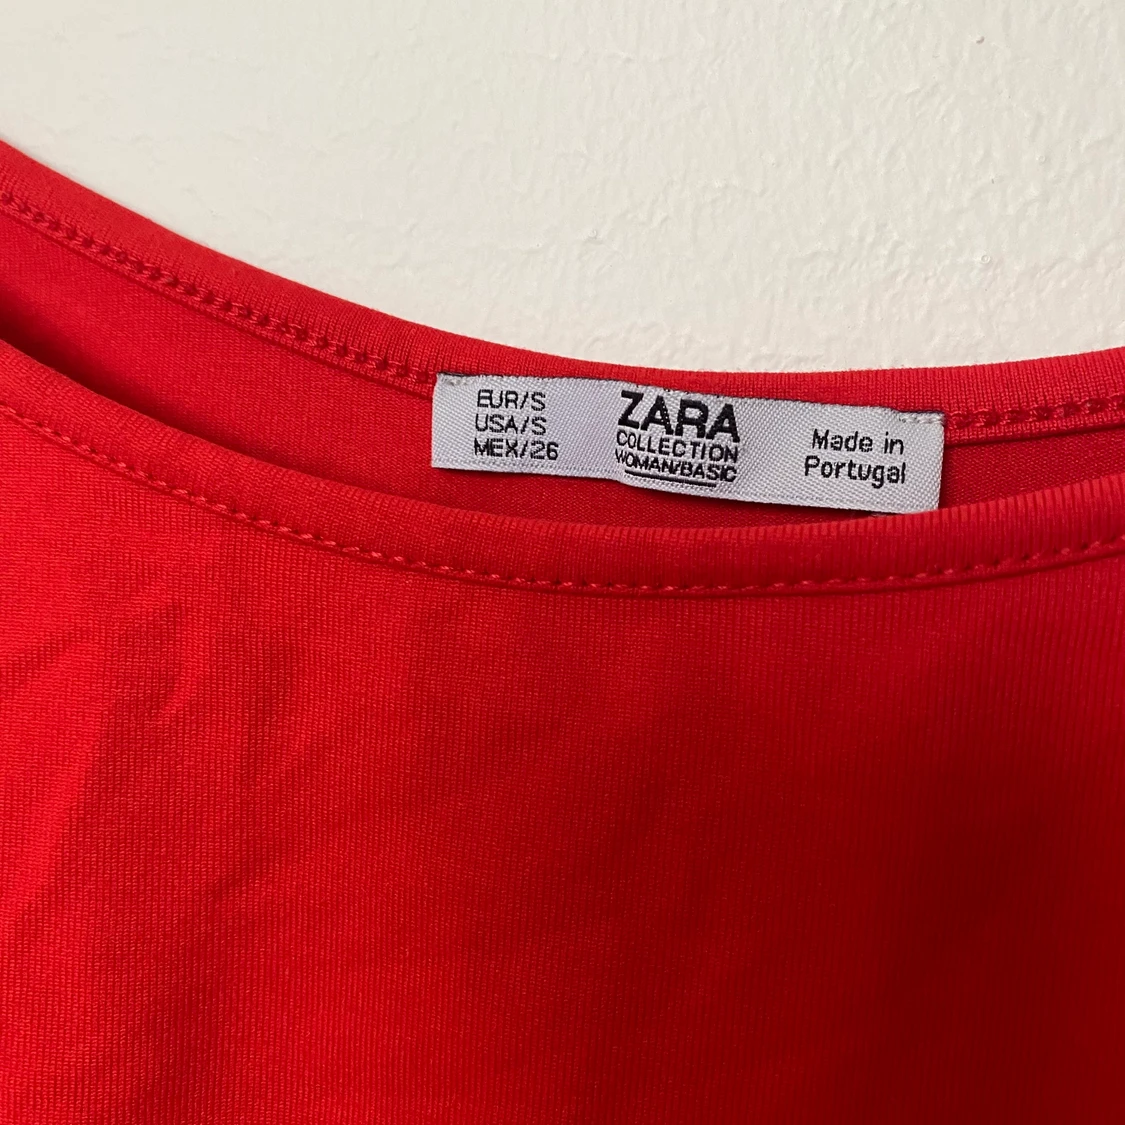 EUR/S
USA/S
MEX/26
ZARA
COLLECTION
WOMAN/BASIC
Made in
Portugal